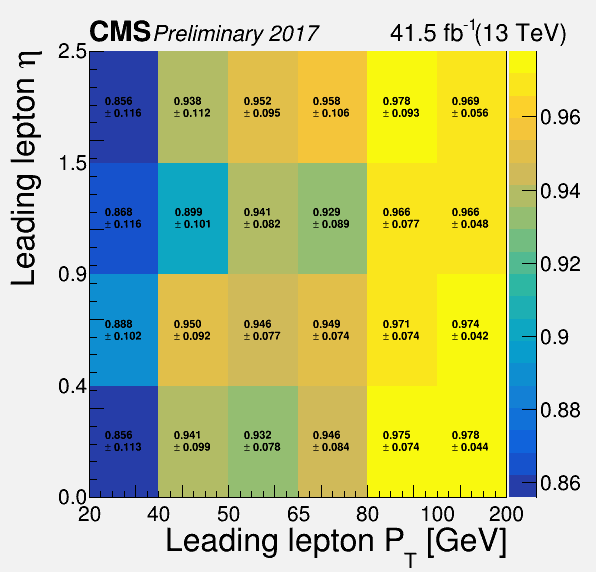 CMS Preliminary 2017 41.5 fb-1(13 TeV)
Leading lepton η
2.5
0.856 0.938 0.952 0.958 0.978 0.969
± 0.116 ± 0.112 ± 0.095 ± 0.106 ± 0.093 ± 0.056
0.96
1.5
0.94
0.868 0.899 0.941 0.929 0.966 0.966
± 0.116 ± 0.101 ± 0.082 ± 0.089 ± 0.077 ± 0.048
0.92
0.9
0.888 0.950 0.946 0.949 0.971 0.974
± 0.102 ± 0.092 ± 0.077 ± 0.074 ± 0.074 ± 0.042
0.9
0.4
0.88
0.856 0.941 0.932 0.946 0.975 0.978
± 0.113 ± 0.099 ± 0.078 ± 0.084 ± 0.074 ± 0.044
0.86
0.0
20 40 50 65 80 100 200
Leading lepton PT [GeV]